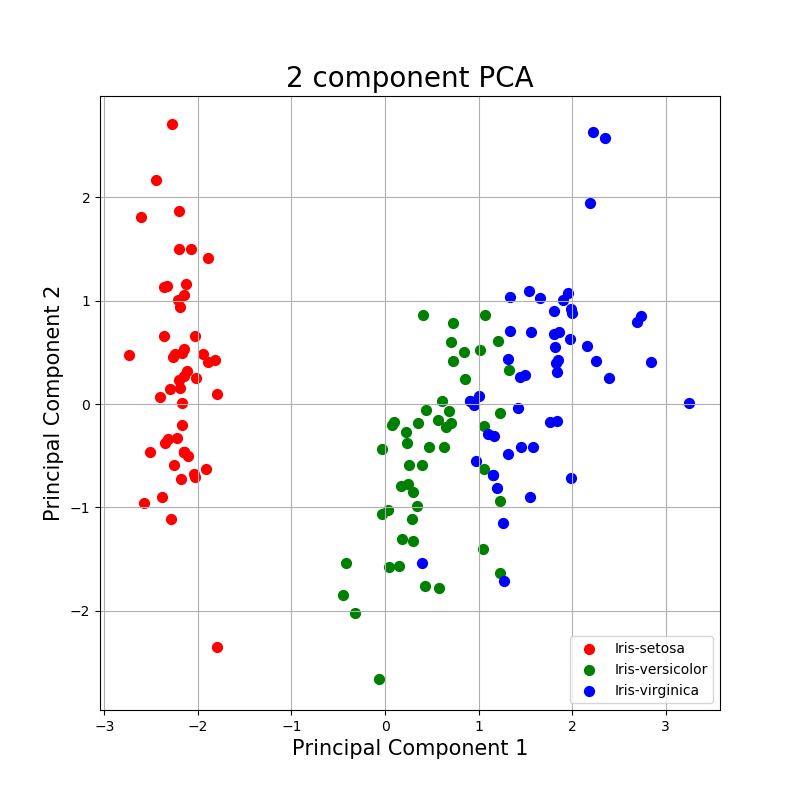 2 component PCA
Principal Component 2
2
1
0
−1
−2
−3
−2
−1
0
1
2
3
Principal Component 1
Iris-setosa
Iris-versicolor
Iris-virginica